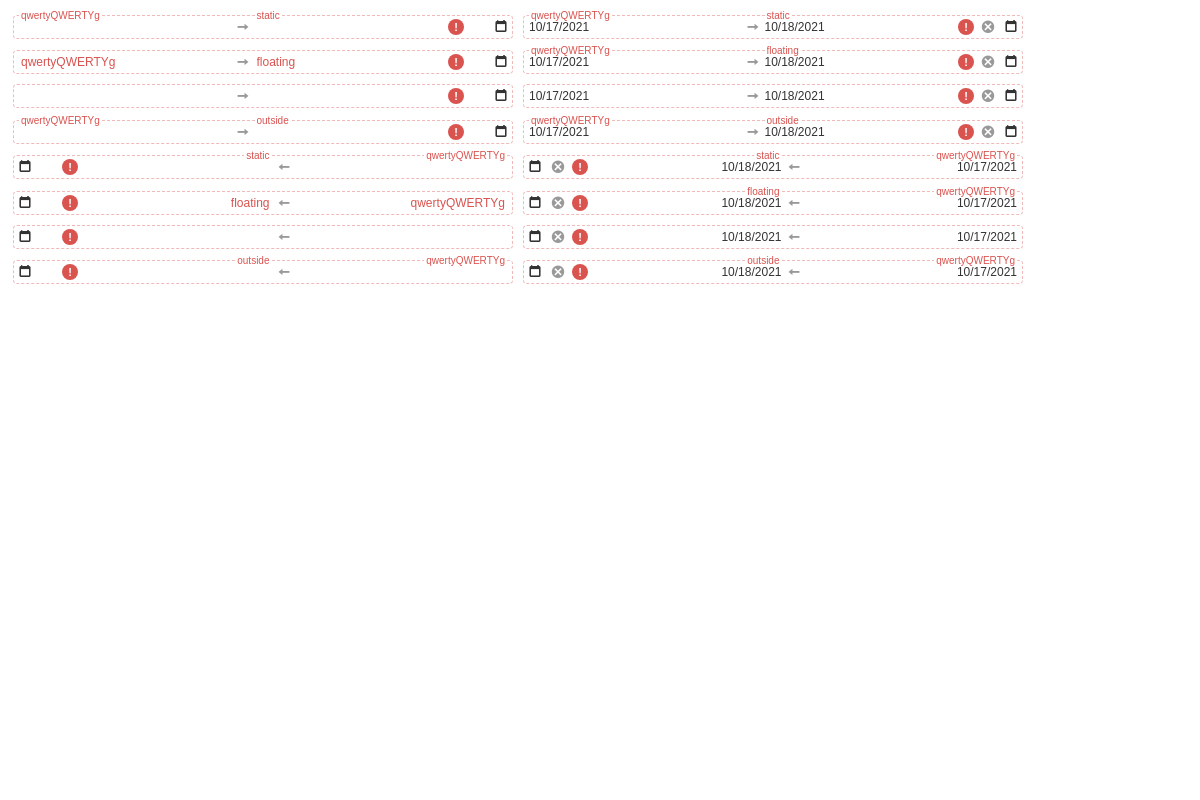 qwertyQWERTYg static qwertyQWERTYg static
10/17/2021 10/18/2021
qwertyQWERTYg floating
qwertyQWERTYg floating 10/17/2021 10/18/2021
10/17/2021 10/18/2021
qwertyQWERTYg outside qwertyQWERTYg outside
10/17/2021 10/18/2021
static qwertyQWERTYg static qwertyQWERTYg
10/18/2021 10/17/2021
floating qwertyQWERTYg
floating qwertyQWERTYg 10/18/2021 10/17/2021
10/18/2021 10/17/2021
outside qwertyQWERTYg outside qwertyQWERTYg
10/18/2021 10/17/2021